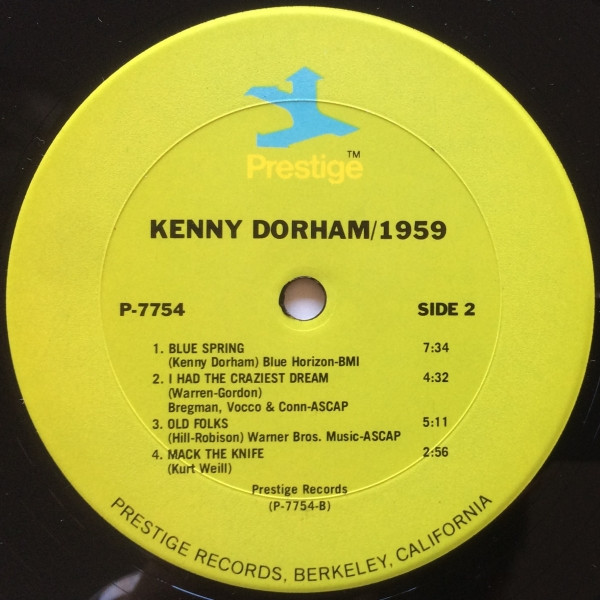 Prestige™
KENNY DORHAM/1959
P-7754 SIDE 2
1. BLUE SPRING 7:34
(Kenny Dorham) Blue Horizon-BMI
2. I HAD THE CRAZIEST DREAM 4:32
(Warren-Gordon)
Bregman, Vocco & Conn-ASCAP
3. OLD FOLKS 5:11
(Hill-Robison) Warner Bros. Music-ASCAP
4. MACK THE KNIFE 2:56
(Kurt Weill)
Prestige Records
(P-7754-B)
PRESTIGE RECORDS, BERKELEY, CALIFORNIA